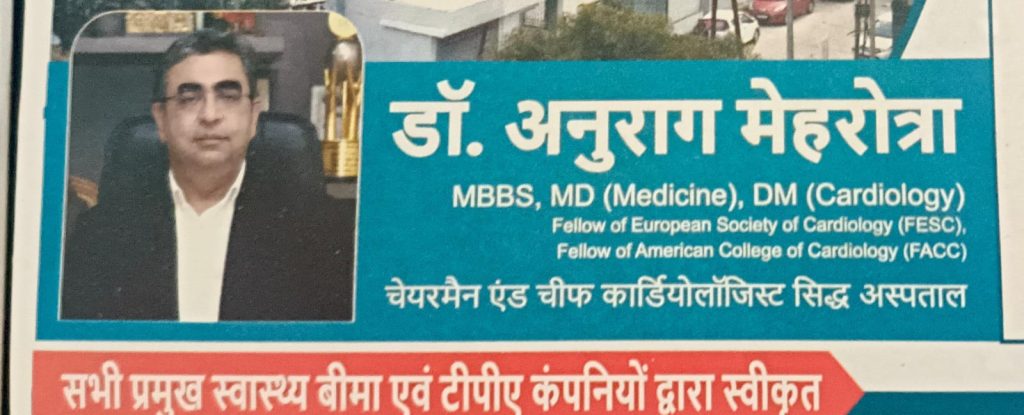 डॉ. अनुराग मेहरोत्रा
MBBS, MD (Medicine), DM (Cardiology)
Fellow of European Society of Cardiology (FESC),
Fellow of American College of Cardiology (FACC)
चेयरमैन एंड चीफ कार्डियोलॉजिस्ट सिद्ध अस्पताल
सभी प्रमुख स्वास्थ्य बीमा एवं टीपीए कंपनियों द्वारा स्वीकृत